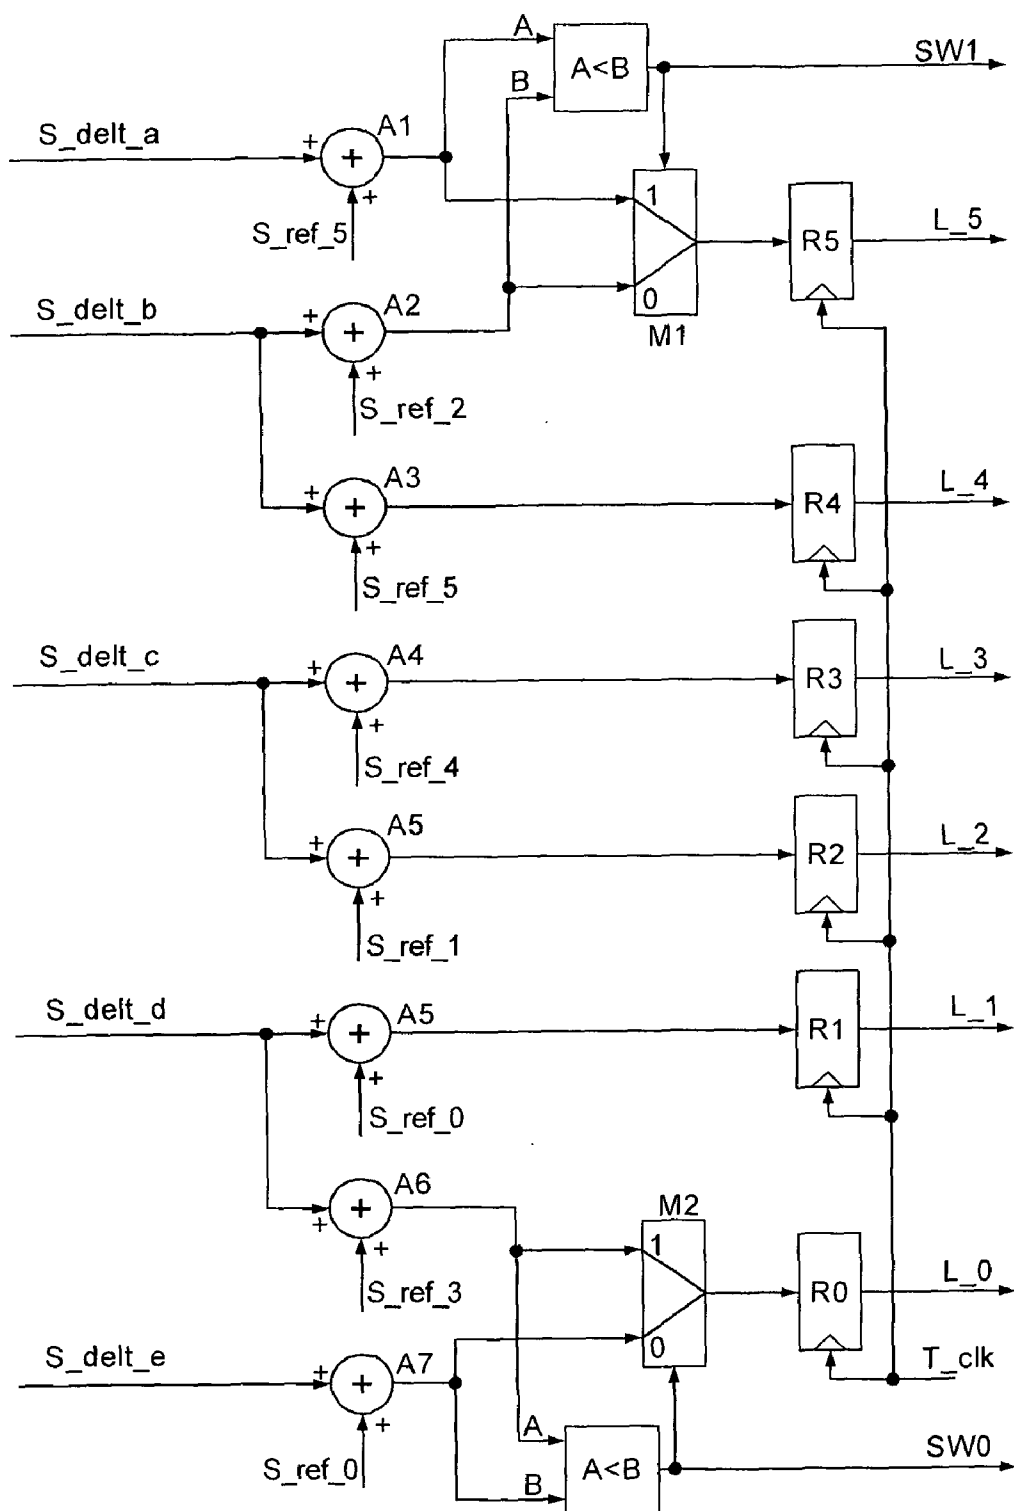 A
A<B
SW1
B
S_delt_a
+
A1
+
+
S_ref_5
1
0
M1
R5
L_5
S_delt_b
+
A2
+
+
S_ref_2
+
A3
+
+
S_ref_5
R4
L_4
S_delt_c
+
A4
+
+
S_ref_4
R3
L_3
+
A5
+
+
S_ref_1
R2
L_2
S_delt_d
+
A5
+
+
S_ref_0
R1
L_1
A6
+
+
+
S_ref_3
M2
1
0
R0
L_0
S_delt_e
+
A7
+
+
S_ref_0
T_clk
A
B
A<B
SW0